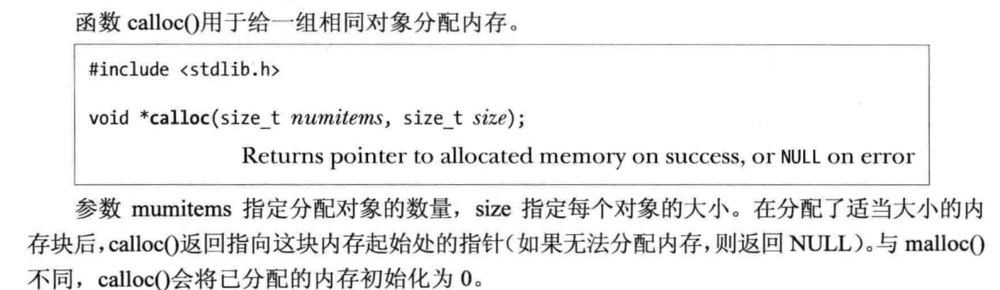 函数 calloc()用于给一组相同对象分配内存。
#include <stdlib.h>
void *calloc(size_t numitems, size_t size);
Returns pointer to allocated memory on success, or NULL on error
参数 mumitems 指定分配对象的数量，size 指定每个对象的大小。在分配了适当大小的内
存块后，calloc()返回指向这块内存起始处的指针（如果无法分配内存，则返回 NULL）。与 malloc()
不同，calloc()会将已分配的内存初始化为 0。